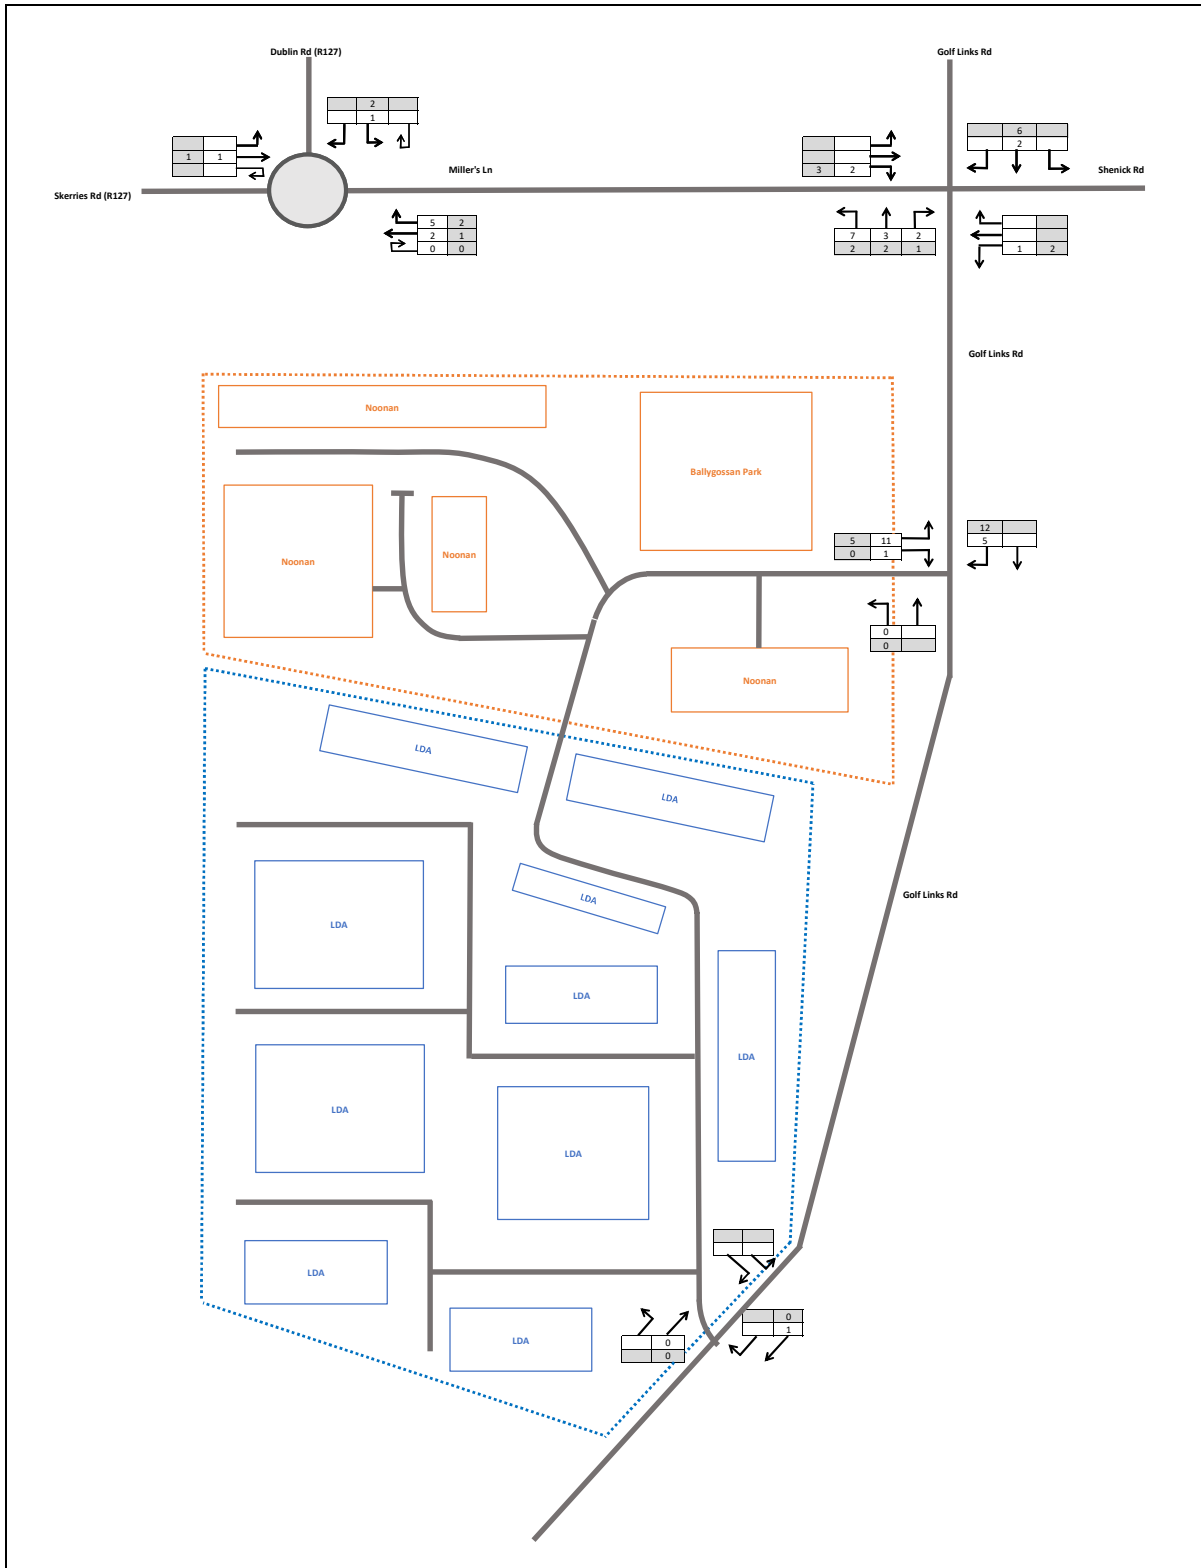 Dublin Rd (R127)
Golf Links Rd
2
1
6
2
1 1
3 2
Miller's Ln
Shenick Rd
Skerries Rd (R127)
5 2
2 1
0 0
7 3 2
2 2 1
1 2
Golf Links Rd
Noonan
Ballygossan Park
Noonan
Noonan
5 11
0 1
12
5
0
0
Noonan
LDA
LDA
LDA
Golf Links Rd
LDA
LDA
LDA
LDA
LDA
LDA
LDA
0
1
0
0
LDA